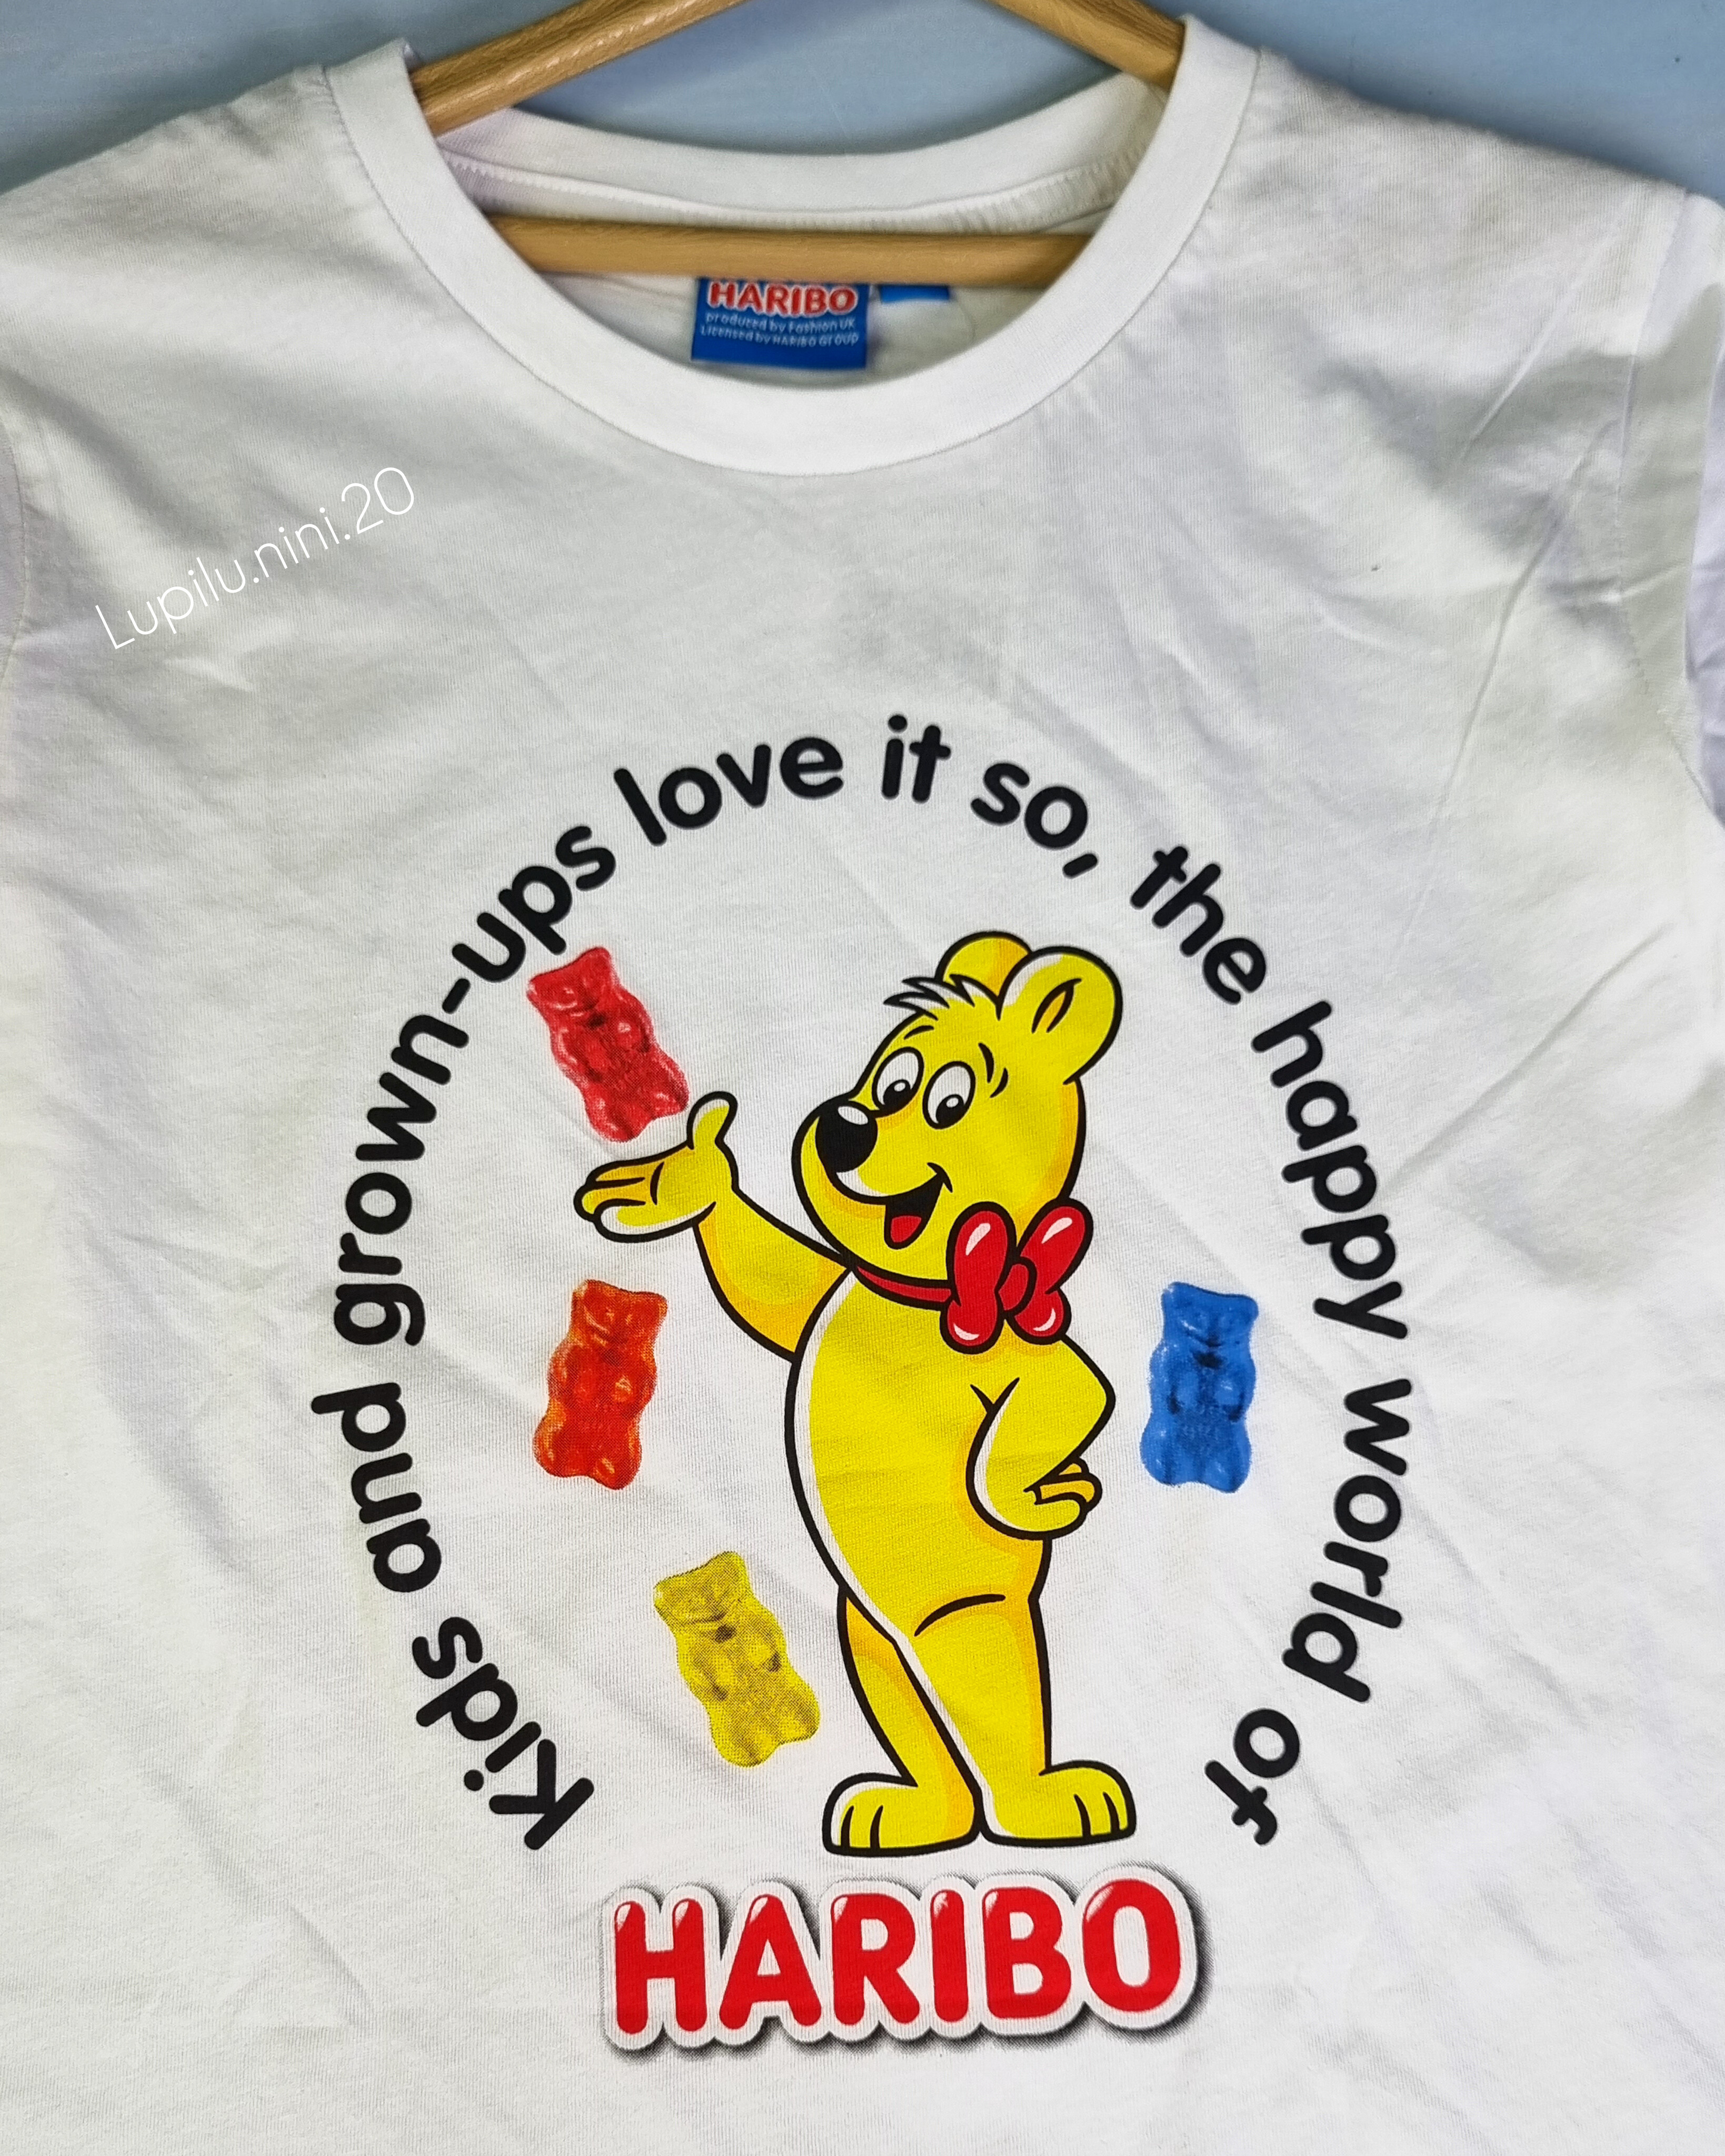 HARIBO
produced by Fashion UK
Licensed by HARIBO GROUP
Lupilu.nini.20
Kids and grown-ups love it so, the happy world of
HARIBO